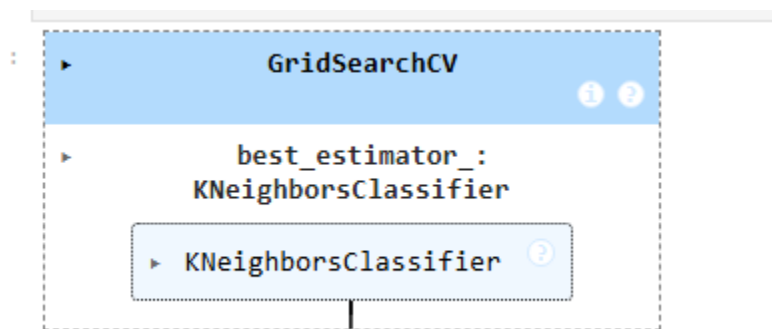 :
▸ GridSearchCV
i ?
▸ best_estimator_:
KNeighborsClassifier
▸ KNeighborsClassifier ?